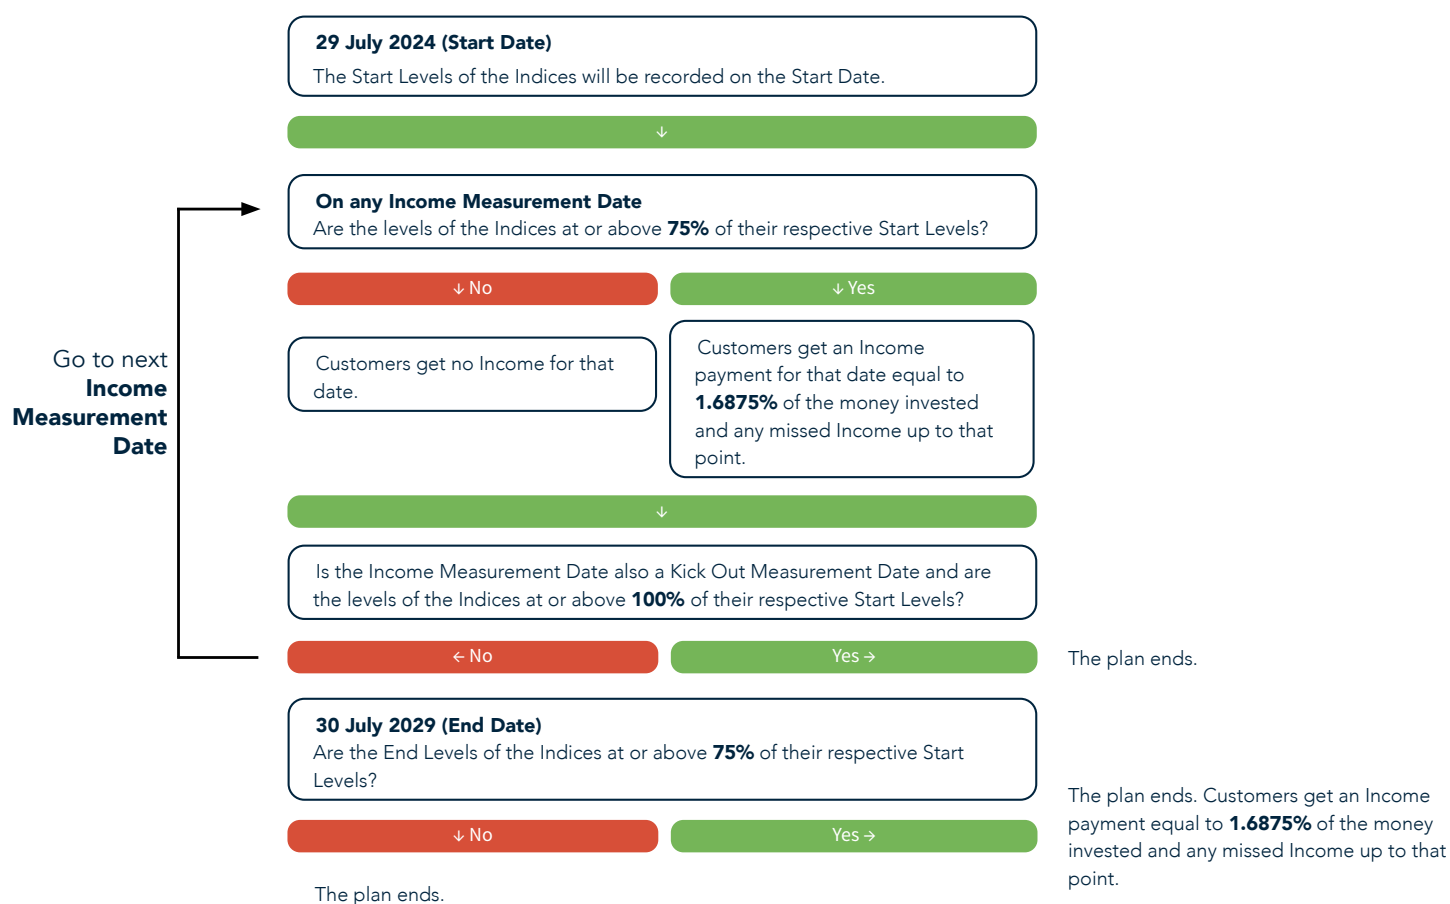 29 July 2024 (Start Date)
The Start Levels of the Indices will be recorded on the Start Date.
↓
On any Income Measurement Date
Are the levels of the Indices at or above 75% of their respective Start Levels?
↓ No
↓ Yes
Go to next
Income
Measurement
Date
Customers get no Income for that
date.
Customers get an Income
payment for that date equal to
1.6875% of the money invested
and any missed Income up to that
point.
↓
Is the Income Measurement Date also a Kick Out Measurement Date and are
the levels of the Indices at or above 100% of their respective Start Levels?
← No
Yes →
The plan ends.
30 July 2029 (End Date)
Are the End Levels of the Indices at or above 75% of their respective Start
Levels?
↓ No
Yes →
The plan ends. Customers get an Income
payment equal to 1.6875% of the money
invested and any missed Income up to that
point.
The plan ends.